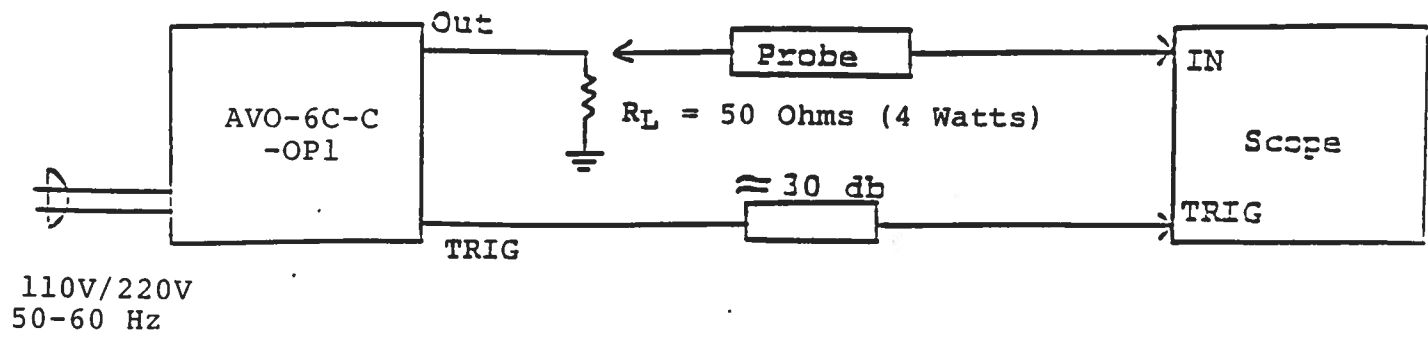 Out
Probe
IN
AVO-6C-C
-OP1
RL = 50 Ohms (4 Watts)
Scope
≈ 30 db
TRIG
TRIG
110V/220V
50-60 Hz